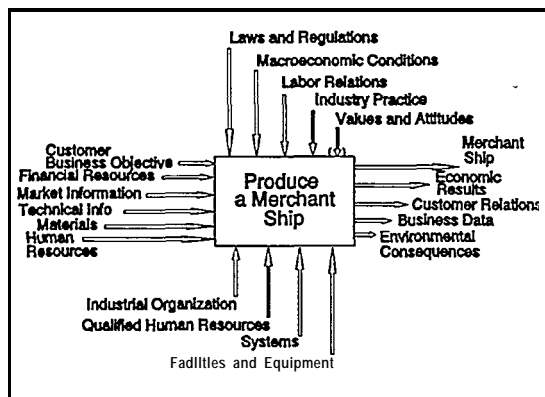 Laws and Regulations
Macroeconomic Conditions
Labor Relations
Industry Practice
Values and Attitudes
Customer
Business Objective
Financial Resources
Market Information
Technical Info
Materials
Human
Resources
Produce
a Merchant
Ship
Merchant
Ship
Economic
Results
Customer Relations
Business Data
Environmental
Consequences
Industrial Organization
Qualified Human Resources
Systems
Fadlltles and Equipment